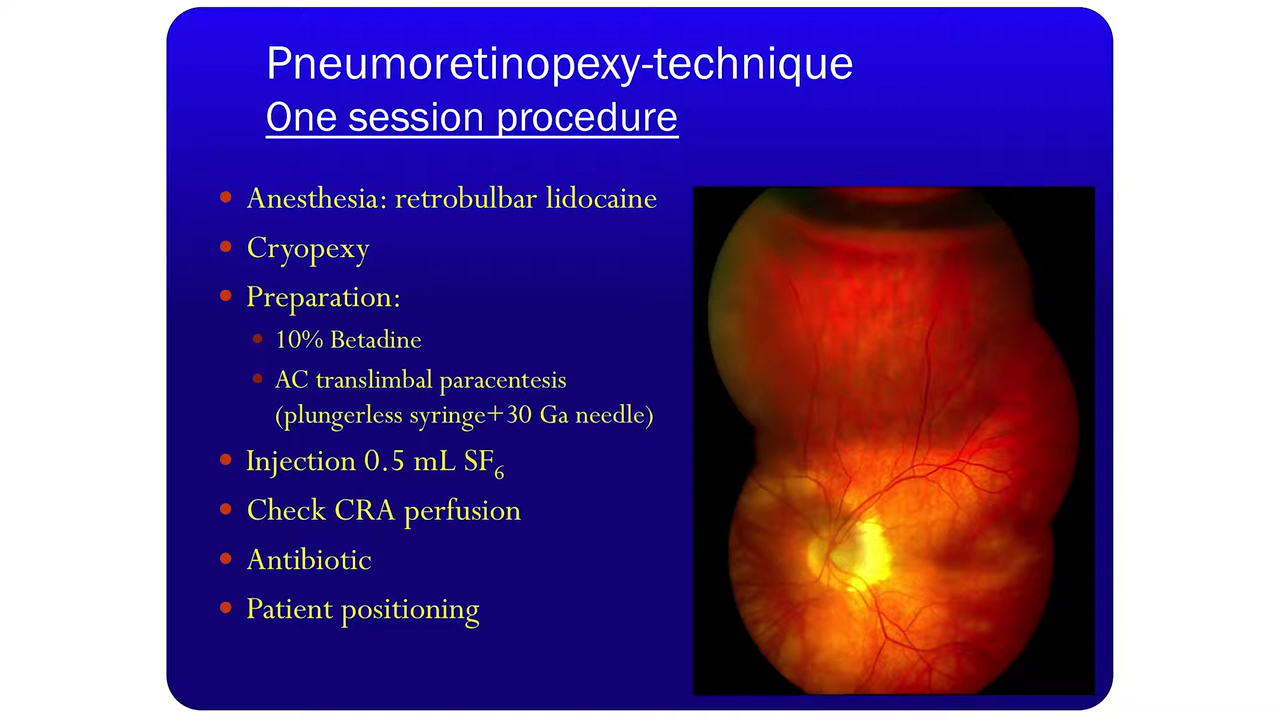 Pneumoretinopexy-technique
One session procedure
• Anesthesia: retrobulbar lidocaine
• Cryopexy
• Preparation:
• 10% Betadine
• AC translimbal paracentesis
(plungerless syringe+30 Ga needle)
• Injection 0.5 mL SF₆
• Check CRA perfusion
• Antibiotic
• Patient positioning